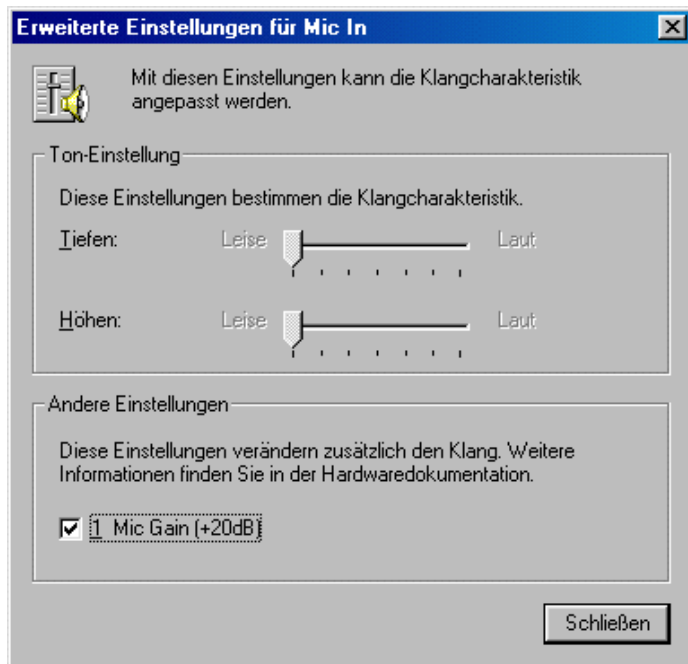 Erweiterte Einstellungen für Mic In
Mit diesen Einstellungen kann die Klangcharakteristik
angepasst werden.
Ton-Einstellung
Diese Einstellungen bestimmen die Klangcharakteristik.
Tiefen: Leise Laut
Höhen: Leise Laut
Andere Einstellungen
Diese Einstellungen verändern zusätzlich den Klang. Weitere
Informationen finden Sie in der Hardwaredokumentation.
1 Mic Gain (+20dB)
Schließen